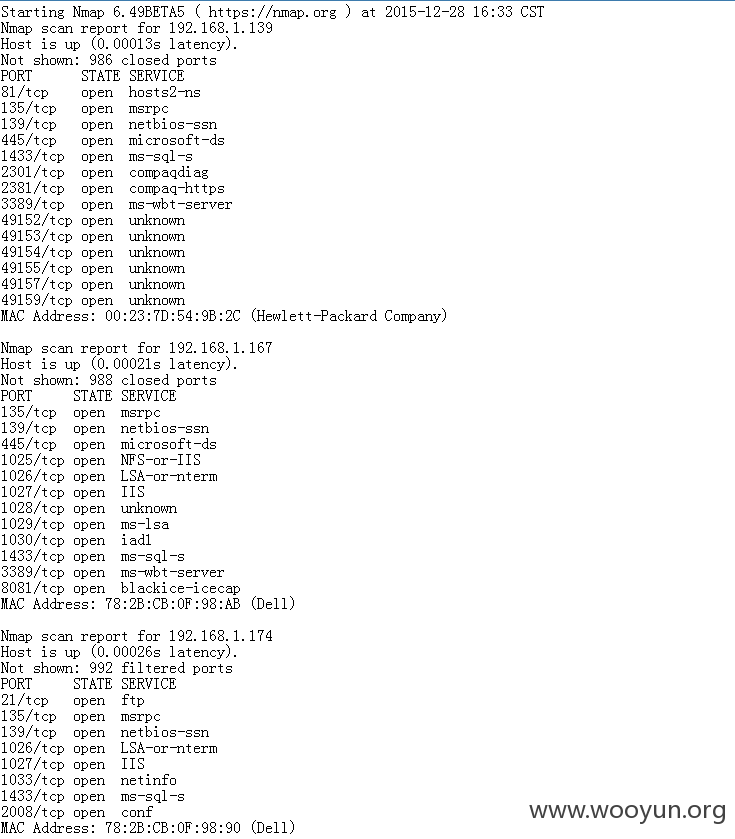 Starting Nmap 6.49BETA5 ( https://nmap.org ) at 2015-12-28 16:33 CST
Nmap scan report for 192.168.1.139
Host is up (0.00013s latency).
Not shown: 986 closed ports
PORT      STATE SERVICE
81/tcp    open  hosts2-ns
135/tcp   open  msrpc
139/tcp   open  netbios-ssn
445/tcp   open  microsoft-ds
1433/tcp  open  ms-sql-s
2301/tcp  open  compaqdiag
2381/tcp  open  compaq-https
3389/tcp  open  ms-wbt-server
49152/tcp open  unknown
49153/tcp open  unknown
49154/tcp open  unknown
49155/tcp open  unknown
49157/tcp open  unknown
49159/tcp open  unknown
MAC Address: 00:23:7D:54:9B:2C (Hewlett-Packard Company)

Nmap scan report for 192.168.1.167
Host is up (0.00021s latency).
Not shown: 988 closed ports
PORT     STATE SERVICE
135/tcp  open  msrpc
139/tcp  open  netbios-ssn
445/tcp  open  microsoft-ds
1025/tcp open  NFS-or-IIS
1026/tcp open  LSA-or-nterm
1027/tcp open  IIS
1028/tcp open  unknown
1029/tcp open  ms-lsa
1030/tcp open  iad1
1433/tcp open  ms-sql-s
3389/tcp open  ms-wbt-server
8081/tcp open  blackice-icecap
MAC Address: 78:2B:CB:0F:98:AB (Dell)

Nmap scan report for 192.168.1.174
Host is up (0.00026s latency).
Not shown: 992 filtered ports
PORT     STATE SERVICE
21/tcp   open  ftp
135/tcp  open  msrpc
139/tcp  open  netbios-ssn
1026/tcp open  LSA-or-nterm
1027/tcp open  IIS
1033/tcp open  netinfo
1433/tcp open  ms-sql-s
2008/tcp open  conf
MAC Address: 78:2B:CB:0F:98:90 (Dell)
www.wooyun.org